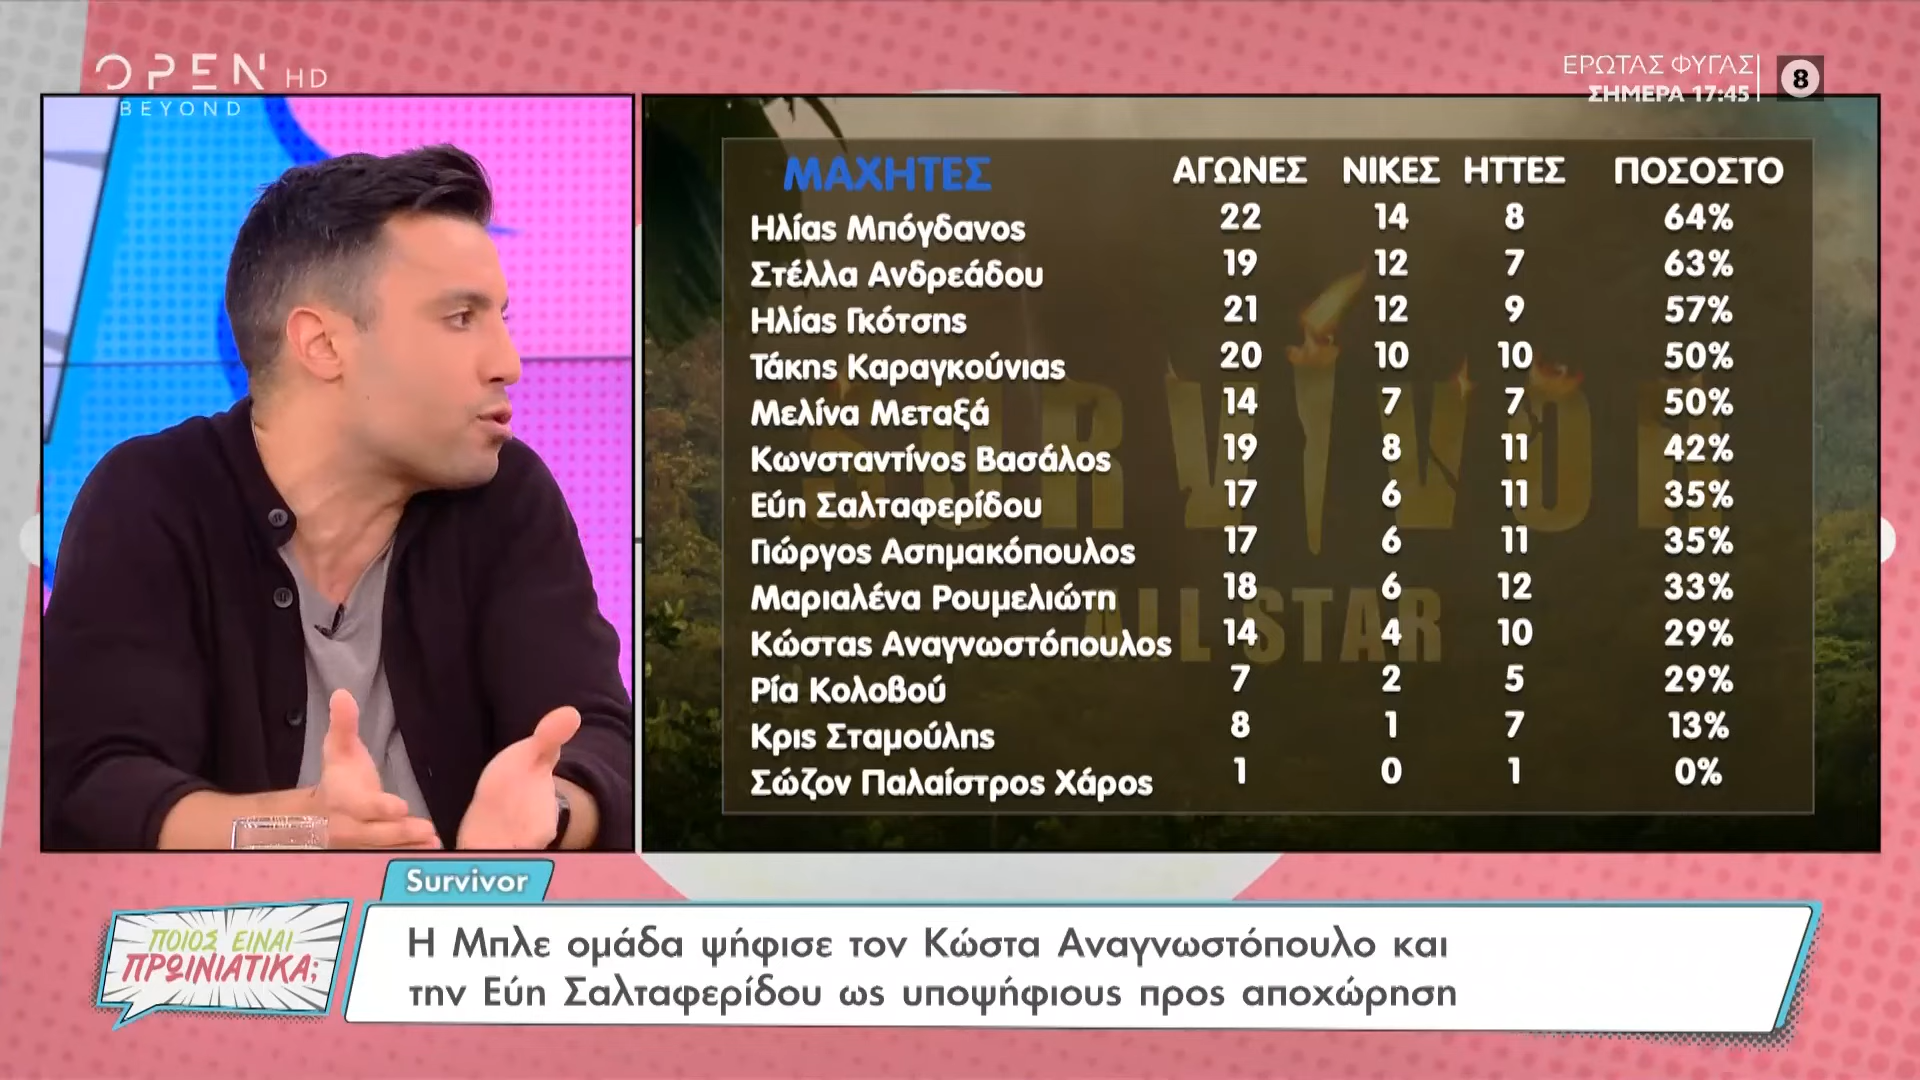 OPEN HD
BEYOND
ΕΡΩΤΑΣ ΦΥΓΑΣ
ΣΗΜΕΡΑ 17:45
8
ΜΑΧΗΤΕΣ ΑΓΩΝΕΣ ΝΙΚΕΣ ΗΤΤΕΣ ΠΟΣΟΣΤΟ
Ηλίας Μπόγδανος 22 14 8 64%
Στέλλα Ανδρεάδου 19 12 7 63%
Ηλίας Γκότσης 21 12 9 57%
Τάκης Καραγκούνιας 20 10 10 50%
Μελίνα Μεταξά 14 7 7 50%
Κωνσταντίνος Βασάλος 19 8 11 42%
Εύη Σαλταφερίδου 17 6 11 35%
Γιώργος Ασημακόπουλος 17 6 11 35%
Μαριαλένα Ρουμελιώτη 18 6 12 33%
Κώστας Αναγνωστόπουλος 14 4 10 29%
Ρία Κολοβού 7 2 5 29%
Κρις Σταμούλης 8 1 7 13%
Σώζον Παλαίστρος Χάρος 1 0 1 0%
SURVIVOR
ALL STAR
Survivor
ΠΟΙΟΣ ΕΙΝΑΙ
ΠΡΩΙΝΙΑΤΙΚΑ;
Η Μπλε ομάδα ψήφισε τον Κώστα Αναγνωστόπουλο και
την Εύη Σαλταφερίδου ως υποψήφιους προς αποχώρηση